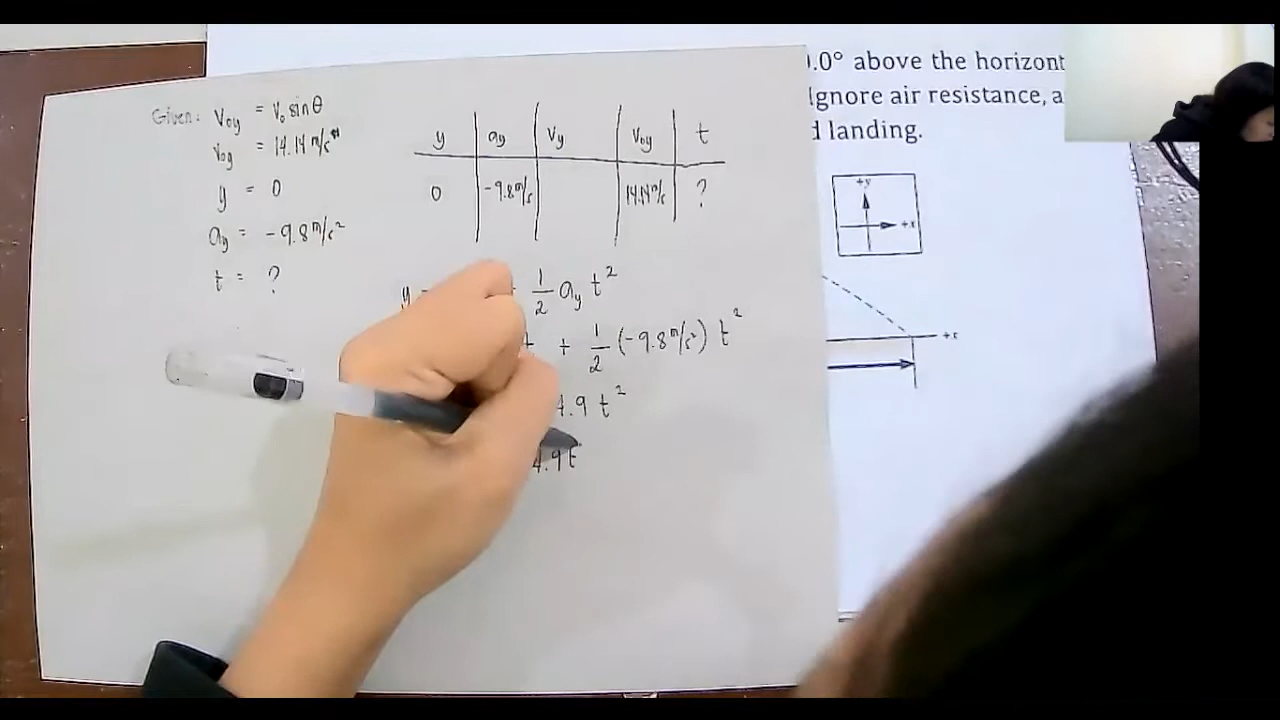 .0° above the horizont
Ignore air resistance, a
d landing.
Given: Voy = Vo sinθ
Voy = 14.14 m/s
y = 0
ay = -9.8 m/s²
t = ?
y ay Vy Voy t
0 -9.8 m/s 14.14 m/s ?
y = 1/2 ay t²
t + 1/2 (-9.8 m/s²) t²
4.9 t²
4.9 t
+y
+x
+x